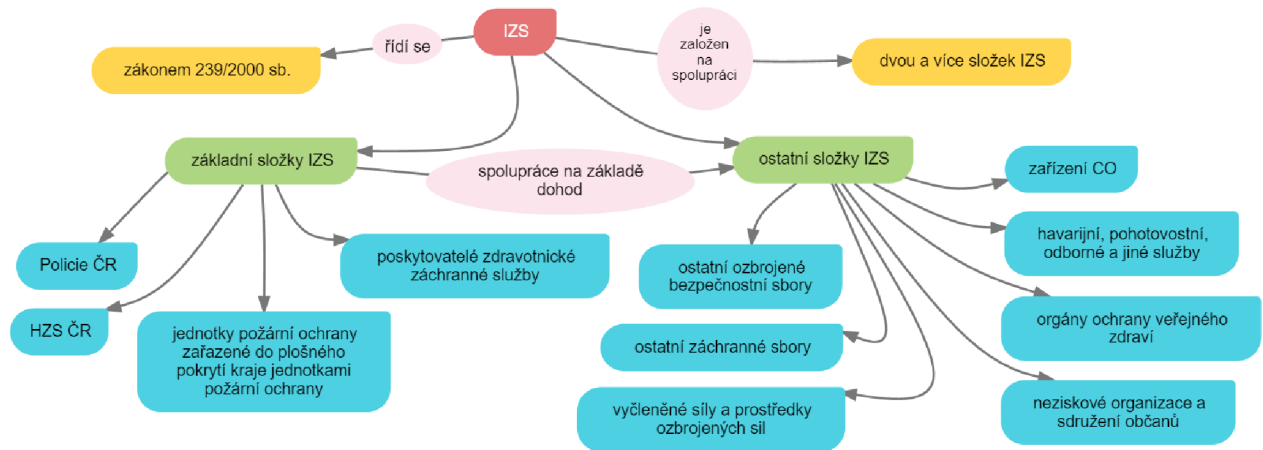 IZS
řídí se
je
založen
na
spolupráci
zákonem 239/2000 sb.
dvou a více složek IZS
základní složky IZS
spolupráce na základě
dohod
ostatní složky IZS
zařízení CO
Policie ČR
poskytovatelé zdravotnické
záchranné služby
ostatní ozbrojené
bezpečnostní sbory
havarijní, pohotovostní,
odborné a jiné služby
HZS ČR
jednotky požární ochrany
zařazené do plošného
pokrytí kraje jednotkami
požární ochrany
ostatní záchranné sbory
orgány ochrany veřejného
zdraví
vyčleněné síly a prostředky
ozbrojených sil
neziskové organizace a
sdružení občanů